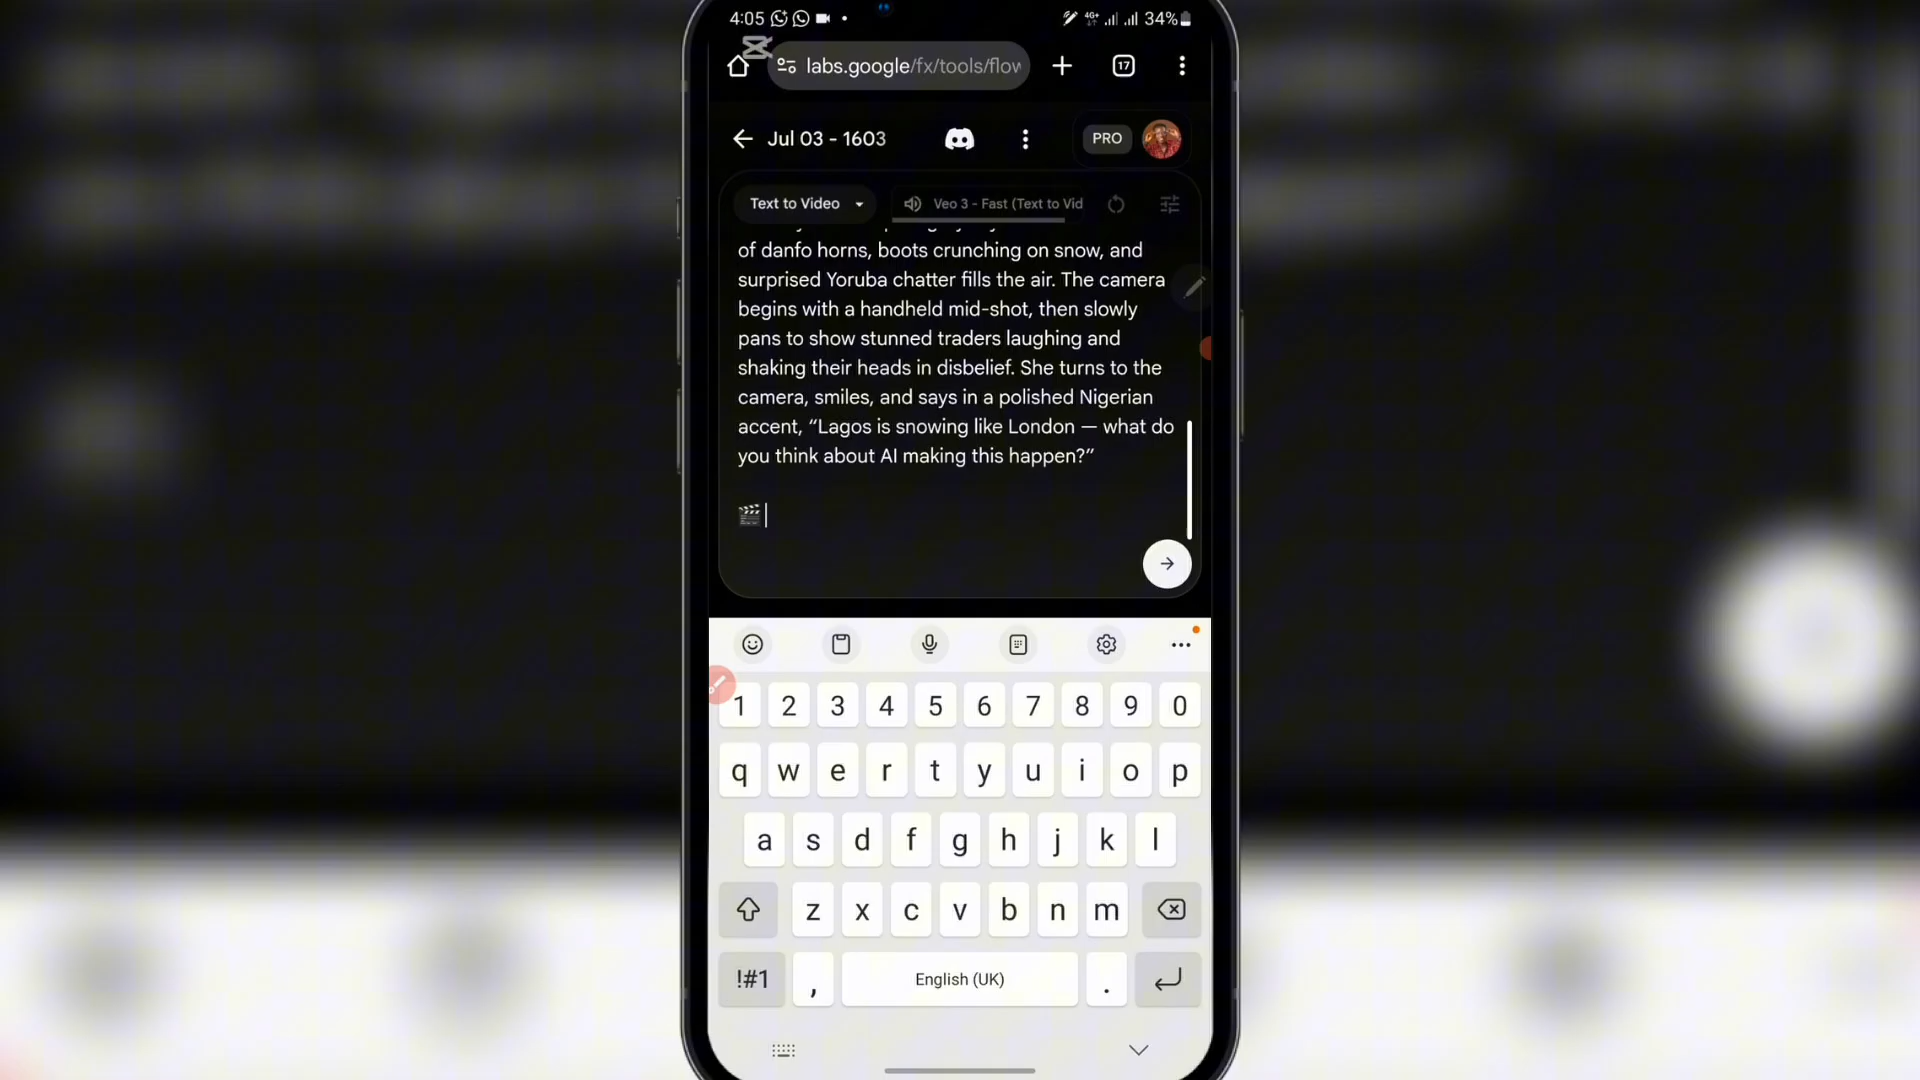 4:05
4G+
34%
labs.google/fx/tools/flow
17
Jul 03 - 1603
PRO
Text to Video
Veo 3 - Fast (Text to Vid
of danfo horns, boots crunching on snow, and
surprised Yoruba chatter fills the air. The camera
begins with a handheld mid-shot, then slowly
pans to show stunned traders laughing and
shaking their heads in disbelief. She turns to the
camera, smiles, and says in a polished Nigerian
accent, “Lagos is snowing like London — what do
you think about AI making this happen?”
1 2 3 4 5 6 7 8 9 0
q w e r t y u i o p
a s d f g h j k l
z x c v b n m
!#1 , English (UK) .